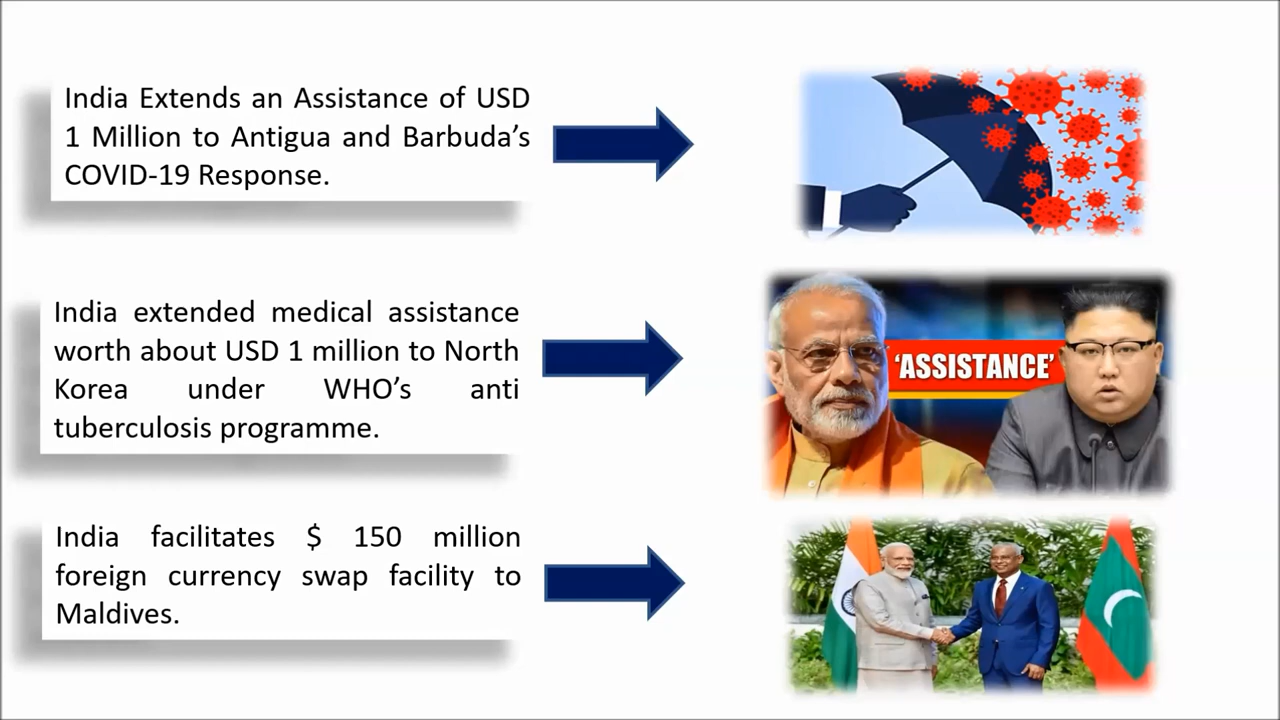 India Extends an Assistance of USD
1 Million to Antigua and Barbuda’s
COVID-19 Response.
India extended medical assistance
worth about USD 1 million to North
Korea under WHO’s anti
tuberculosis programme.
‘ASSISTANCE’
India facilitates $ 150 million
foreign currency swap facility to
Maldives.